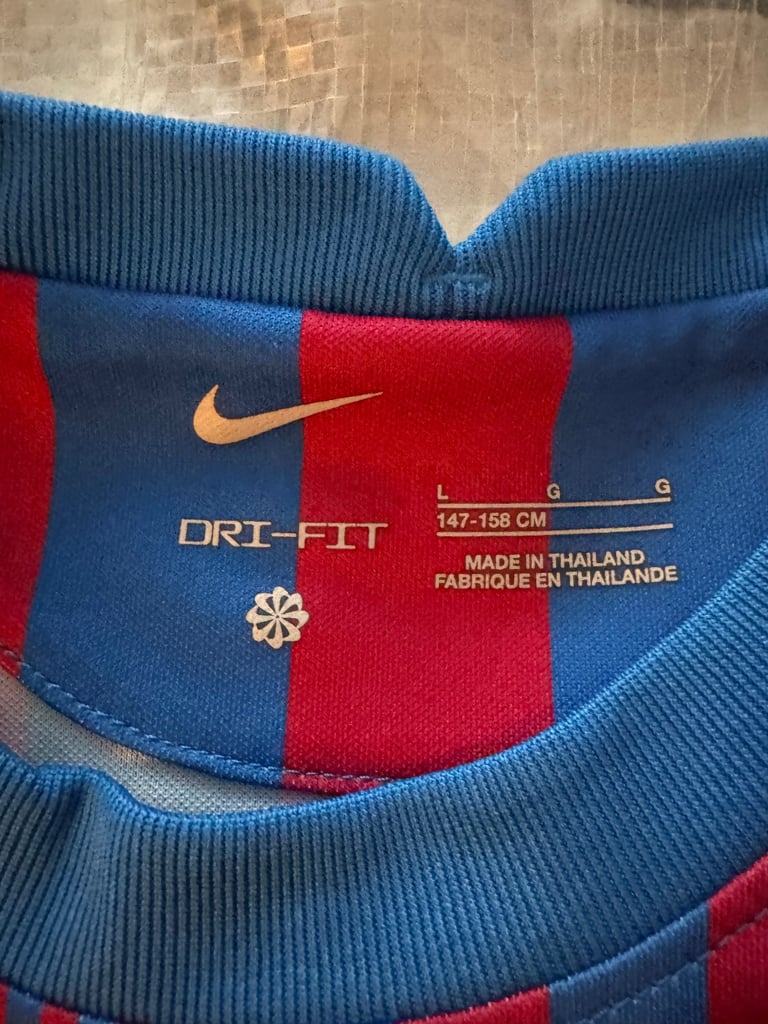 DRI-FIT
L G G
147-158 CM
MADE IN THAILAND
FABRIQUE EN THAILANDE